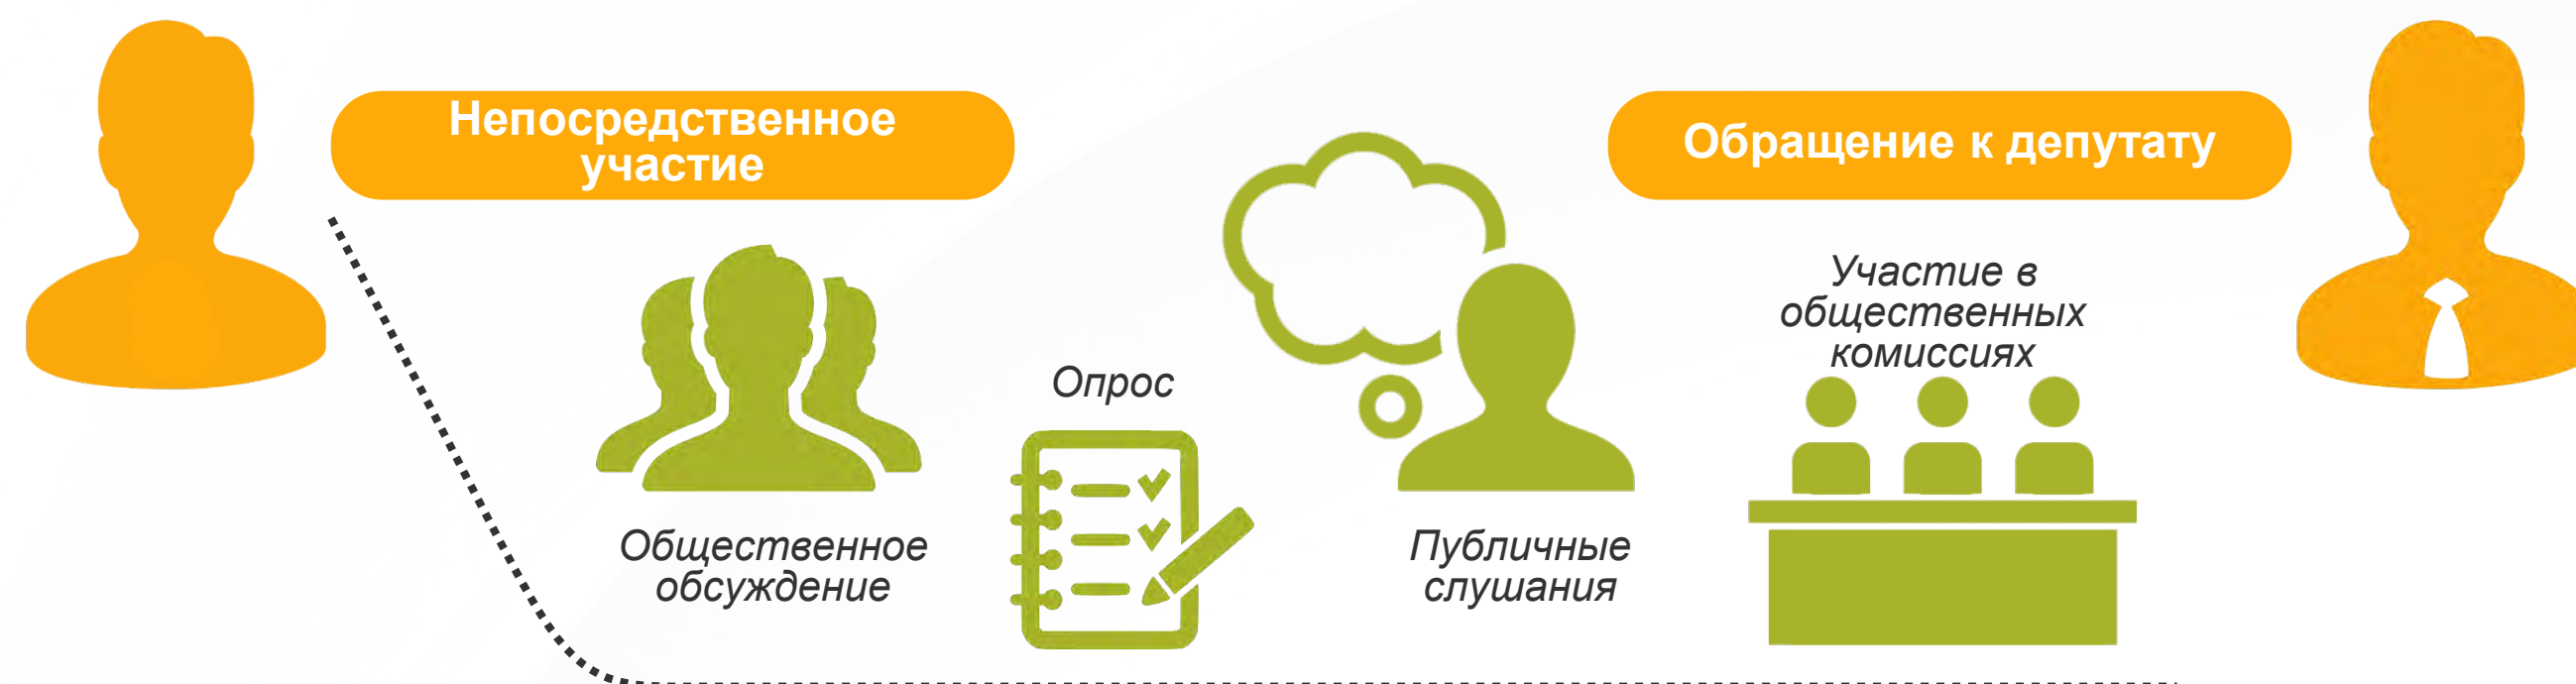 Непосредственное
участие
Обращение к депутату
Участие в
общественных
комиссиях
Опрос
Общественное
обсуждение
Публичные
слушания